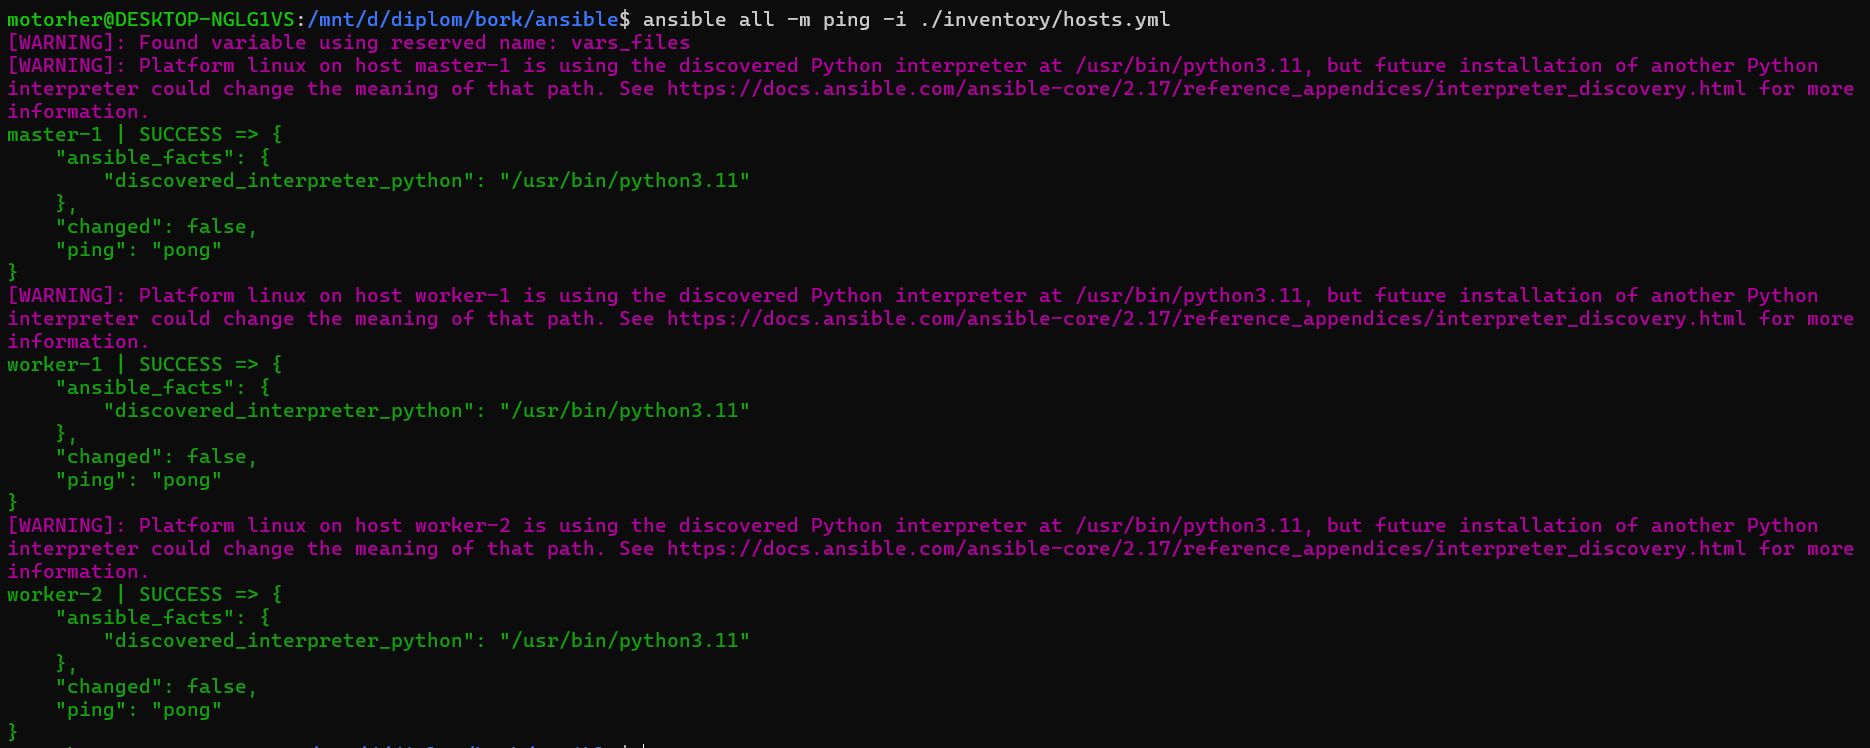 motorher@DESKTOP-NGLG1VS:/mnt/d/diplom/bork/ansible$ ansible all -m ping -i ./inventory/hosts.yml
[WARNING]: Found variable using reserved name: vars_files
[WARNING]: Platform linux on host master-1 is using the discovered Python interpreter at /usr/bin/python3.11, but future installation of another Python
interpreter could change the meaning of that path. See https://docs.ansible.com/ansible-core/2.17/reference_appendices/interpreter_discovery.html for more
information.
master-1 | SUCCESS => {
    "ansible_facts": {
        "discovered_interpreter_python": "/usr/bin/python3.11"
    },
    "changed": false,
    "ping": "pong"
}
[WARNING]: Platform linux on host worker-1 is using the discovered Python interpreter at /usr/bin/python3.11, but future installation of another Python
interpreter could change the meaning of that path. See https://docs.ansible.com/ansible-core/2.17/reference_appendices/interpreter_discovery.html for more
information.
worker-1 | SUCCESS => {
    "ansible_facts": {
        "discovered_interpreter_python": "/usr/bin/python3.11"
    },
    "changed": false,
    "ping": "pong"
}
[WARNING]: Platform linux on host worker-2 is using the discovered Python interpreter at /usr/bin/python3.11, but future installation of another Python
interpreter could change the meaning of that path. See https://docs.ansible.com/ansible-core/2.17/reference_appendices/interpreter_discovery.html for more
information.
worker-2 | SUCCESS => {
    "ansible_facts": {
        "discovered_interpreter_python": "/usr/bin/python3.11"
    },
    "changed": false,
    "ping": "pong"
}